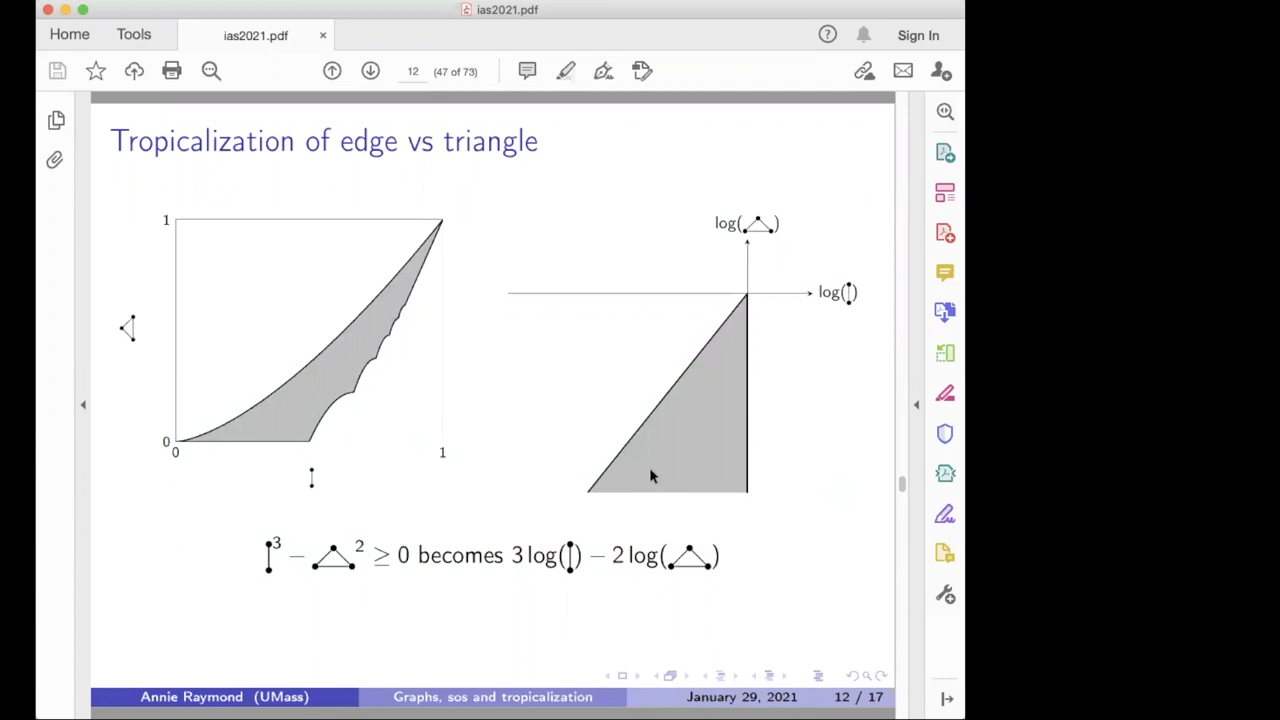 ias2021.pdf
Home Tools ias2021.pdf × Sign In
12 (47 of 73)
Tropicalization of edge vs triangle
1
0
0
1
log( )
log( )
3 − 2 ≥ 0 becomes 3 log( ) − 2 log( )
Annie Raymond (UMass) Graphs, sos and tropicalization January 29, 2021 12 / 17